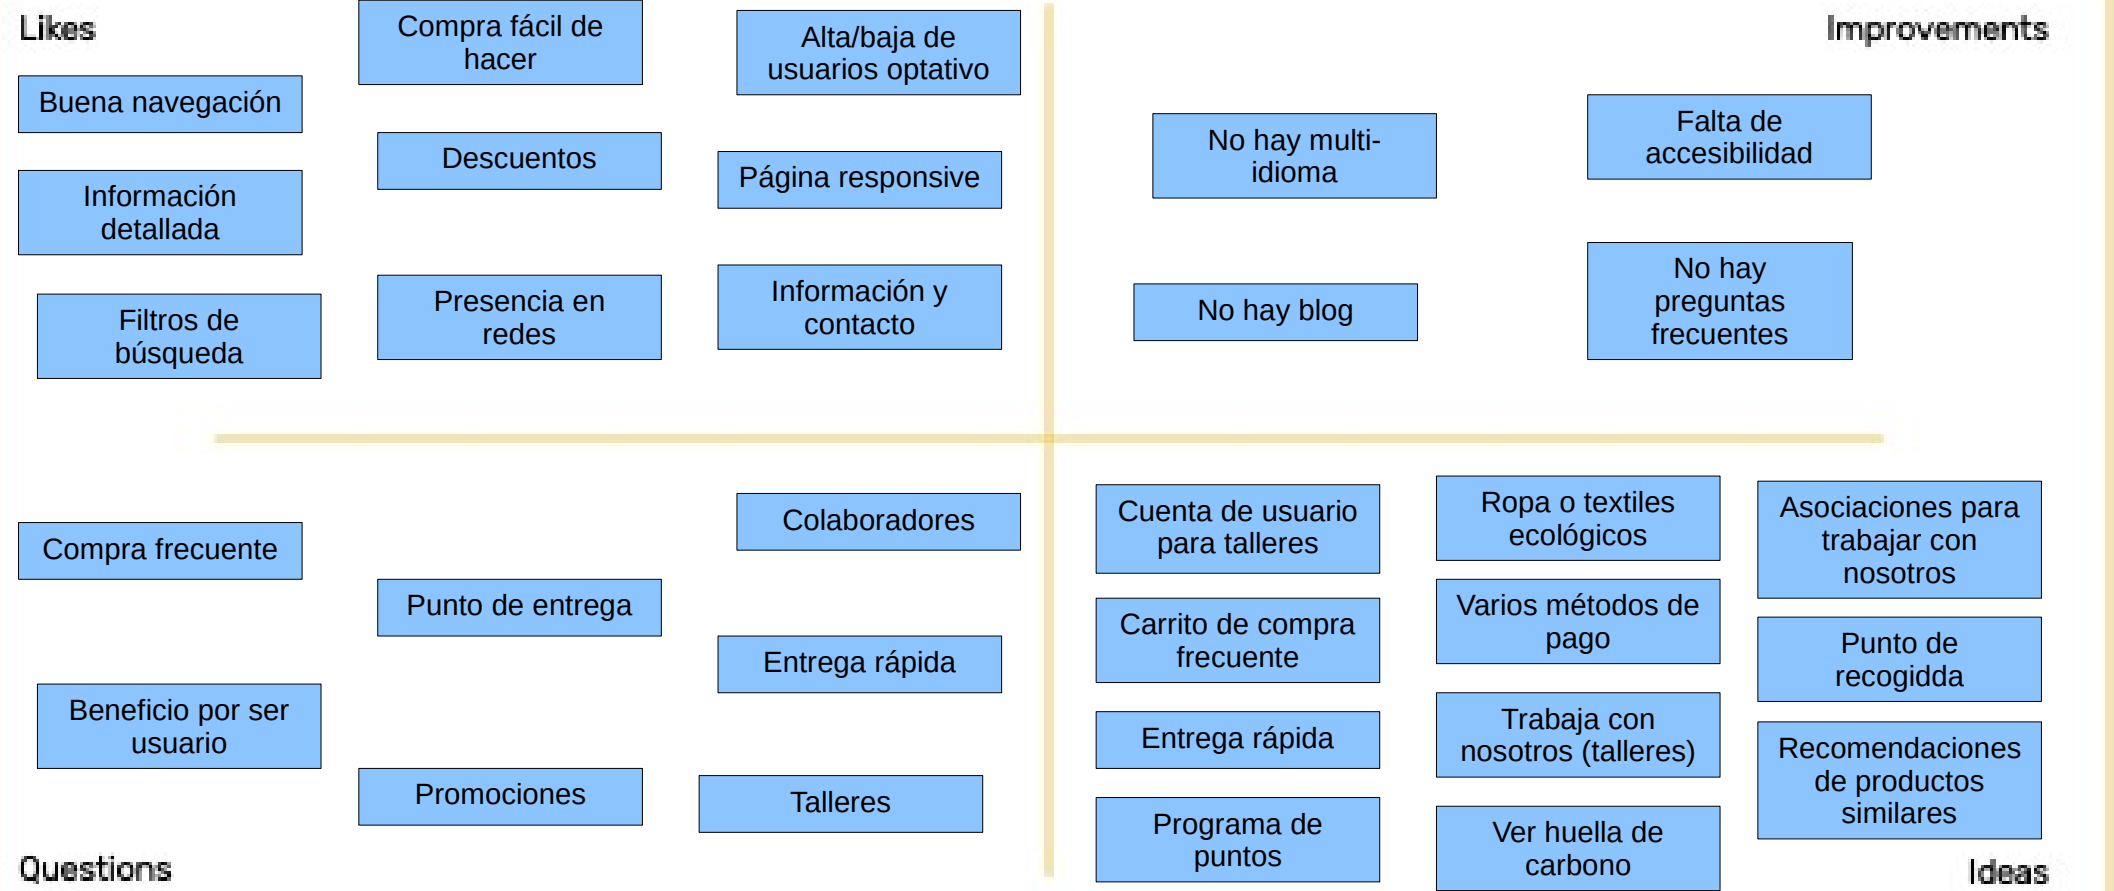 Likes
Compra fácil de
hacer
Alta/baja de
usuarios optativo
Buena navegación
Descuentos
Página responsive
Información
detallada
Filtros de
búsqueda
Presencia en
redes
Información y
contacto
Improvements
No hay multi-
idioma
Falta de
accesibilidad
No hay blog
No hay
preguntas
frecuentes
Colaboradores
Compra frecuente
Punto de entrega
Entrega rápida
Beneficio por ser
usuario
Promociones
Talleres
Questions
Cuenta de usuario
para talleres
Ropa o textiles
ecológicos
Asociaciones para
trabajar con
nosotros
Carrito de compra
frecuente
Varios métodos de
pago
Punto de
recogidda
Entrega rápida
Trabaja con
nosotros (talleres)
Recomendaciones
de productos
similares
Programa de
puntos
Ver huella de
carbono
Ideas